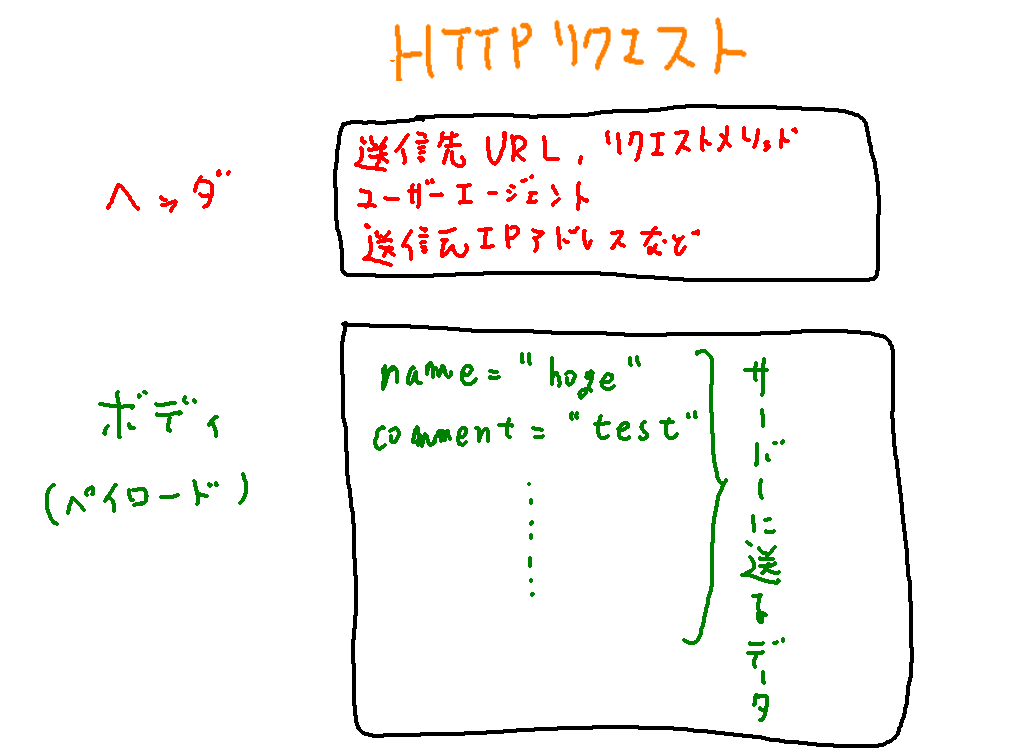 HTTPリクエスト
ヘッダ
送信先 URL, リクエストメソッド
ユーザーエージェント
送信元IPアドレスなど
ボディ
(ペイロード)
name="hoge"
comment="test"
サーバーに送るデータ